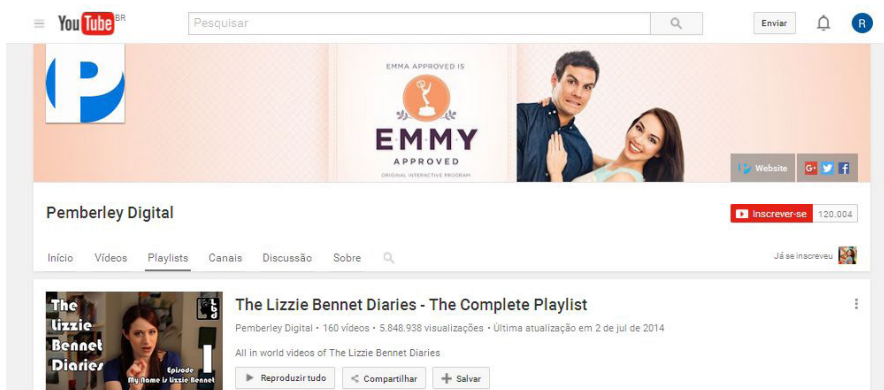 YouTube BR
Pesquisar
Enviar
R
EMMA APPROVED IS
EMMY
APPROVED
ORIGINAL INTERACTIVE PROGRAM
Website
G+
Pemberley Digital
Inscrever-se 120.004
Início Vídeos Playlists Canais Discussão Sobre
Já se inscreveu
The Lizzie Bennet Diaries
Episode 1
My Name is Lizzie Bennet
lbd
The Lizzie Bennet Diaries - The Complete Playlist
Pemberley Digital • 160 vídeos • 5.848.938 visualizações • Última atualização em 2 de jul de 2014
All in world videos of The Lizzie Bennet Diaries
Reproduzir tudo
Compartilhar
Salvar